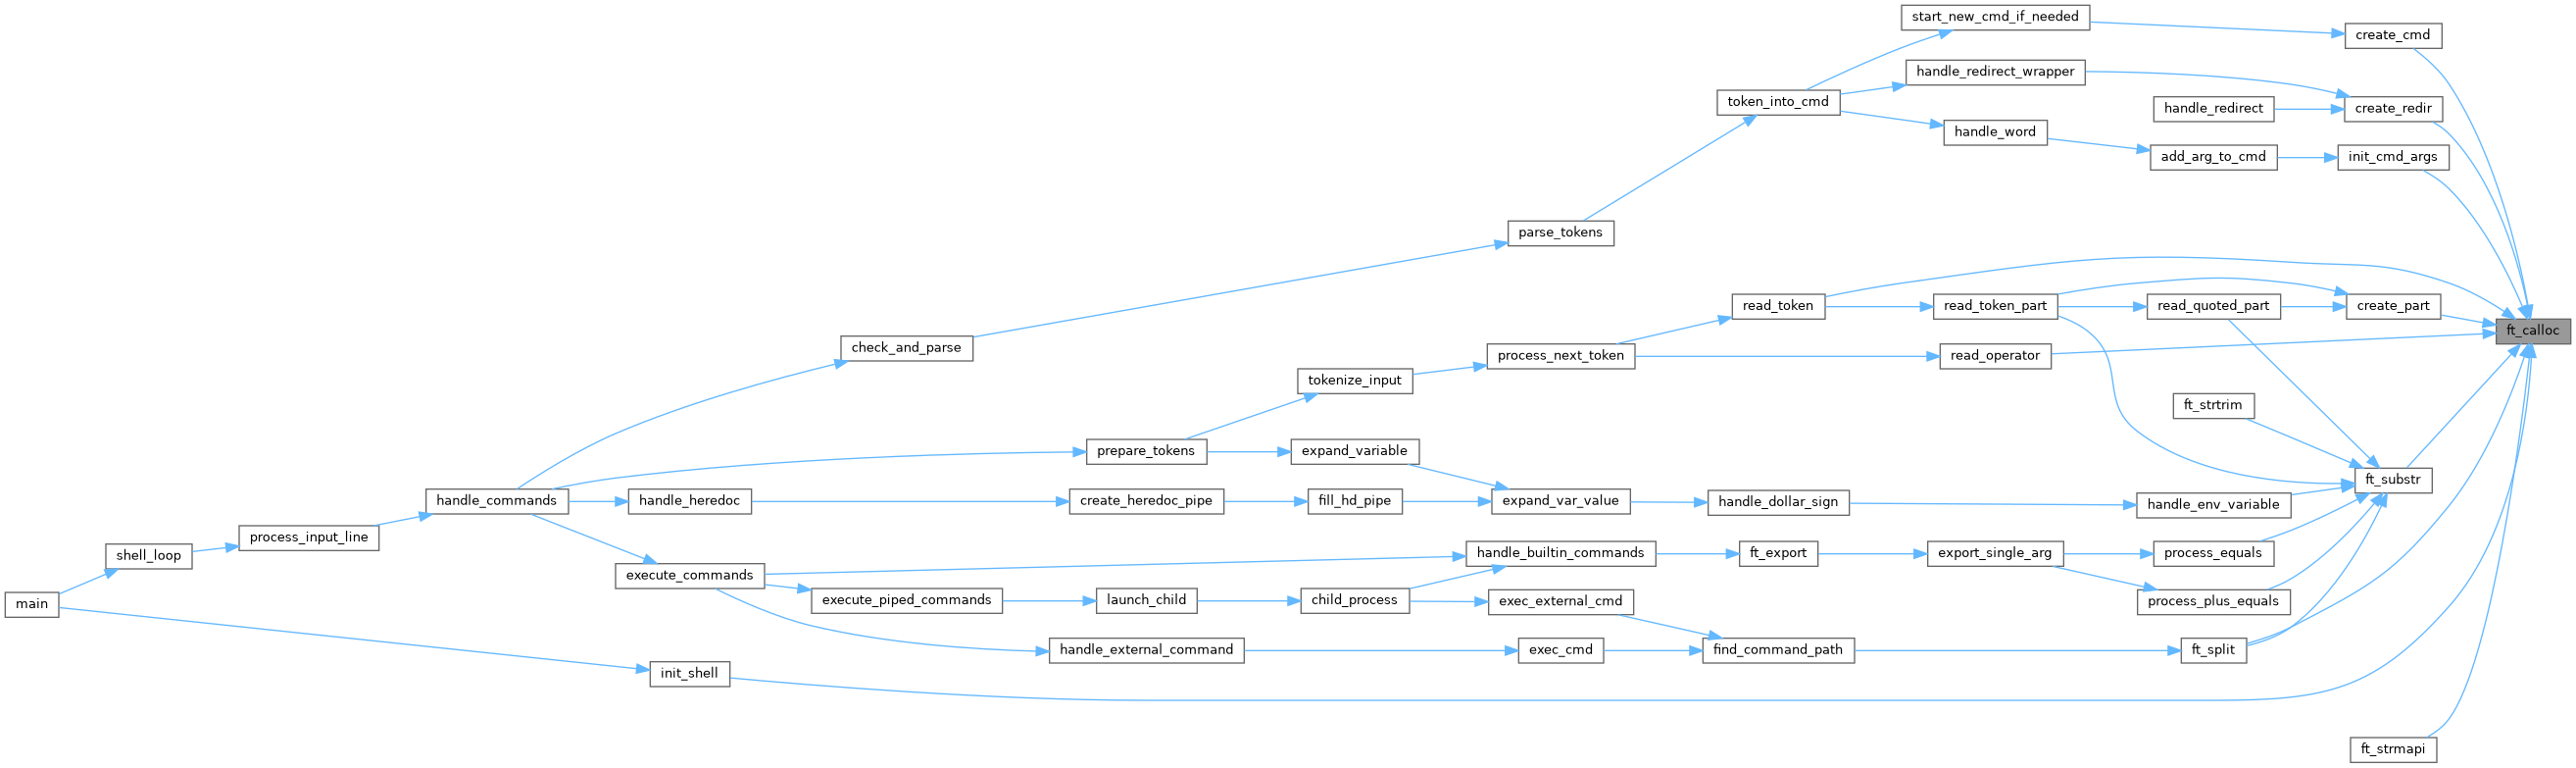 start_new_cmd_if_needed
create_cmd
handle_redirect_wrapper
token_into_cmd
handle_redirect
create_redir
handle_word
add_arg_to_cmd
init_cmd_args
parse_tokens
read_token
read_token_part
read_quoted_part
create_part
ft_calloc
check_and_parse
process_next_token
read_operator
tokenize_input
ft_strtrim
prepare_tokens
expand_variable
ft_substr
handle_commands
handle_heredoc
create_heredoc_pipe
fill_hd_pipe
expand_var_value
handle_dollar_sign
handle_env_variable
process_input_line
shell_loop
handle_builtin_commands
ft_export
export_single_arg
process_equals
execute_commands
main
execute_piped_commands
launch_child
child_process
exec_external_cmd
process_plus_equals
handle_external_command
exec_cmd
find_command_path
ft_split
init_shell
ft_strmapi